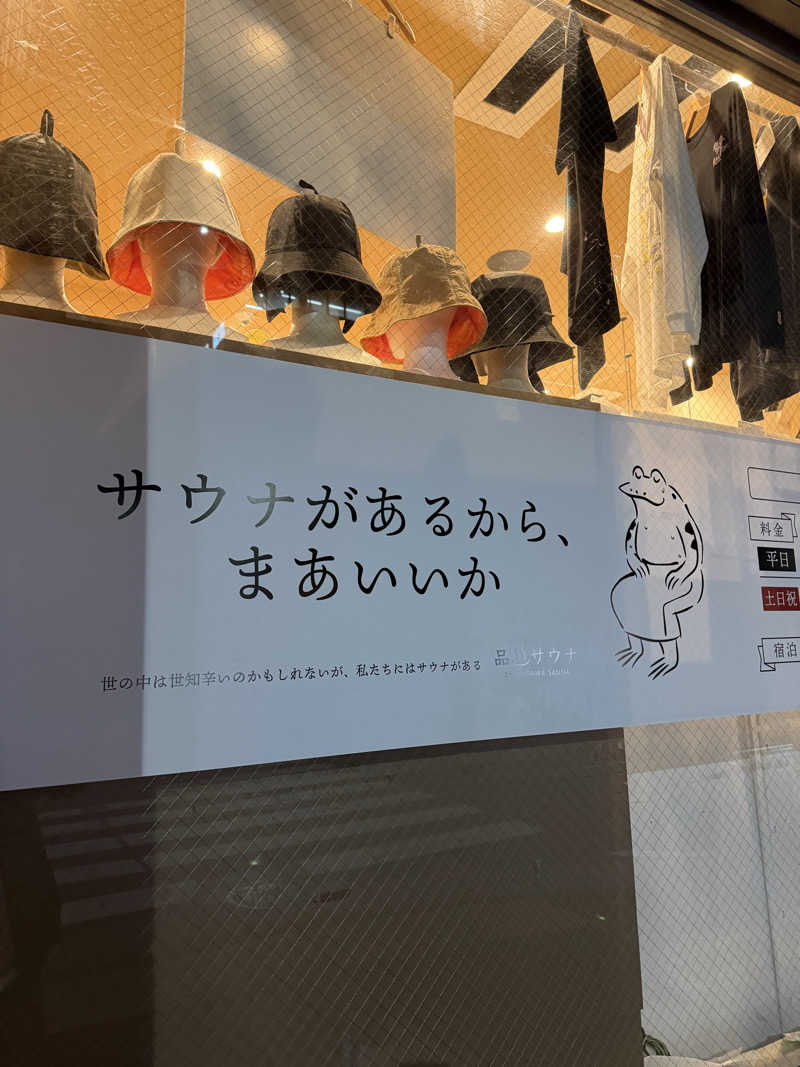 サウナがあるから、
まあいいか
世の中は世知辛いのかもしれないが、私たちにはサウナがある
品川サウナ
料金
平日
土日祝
宿泊